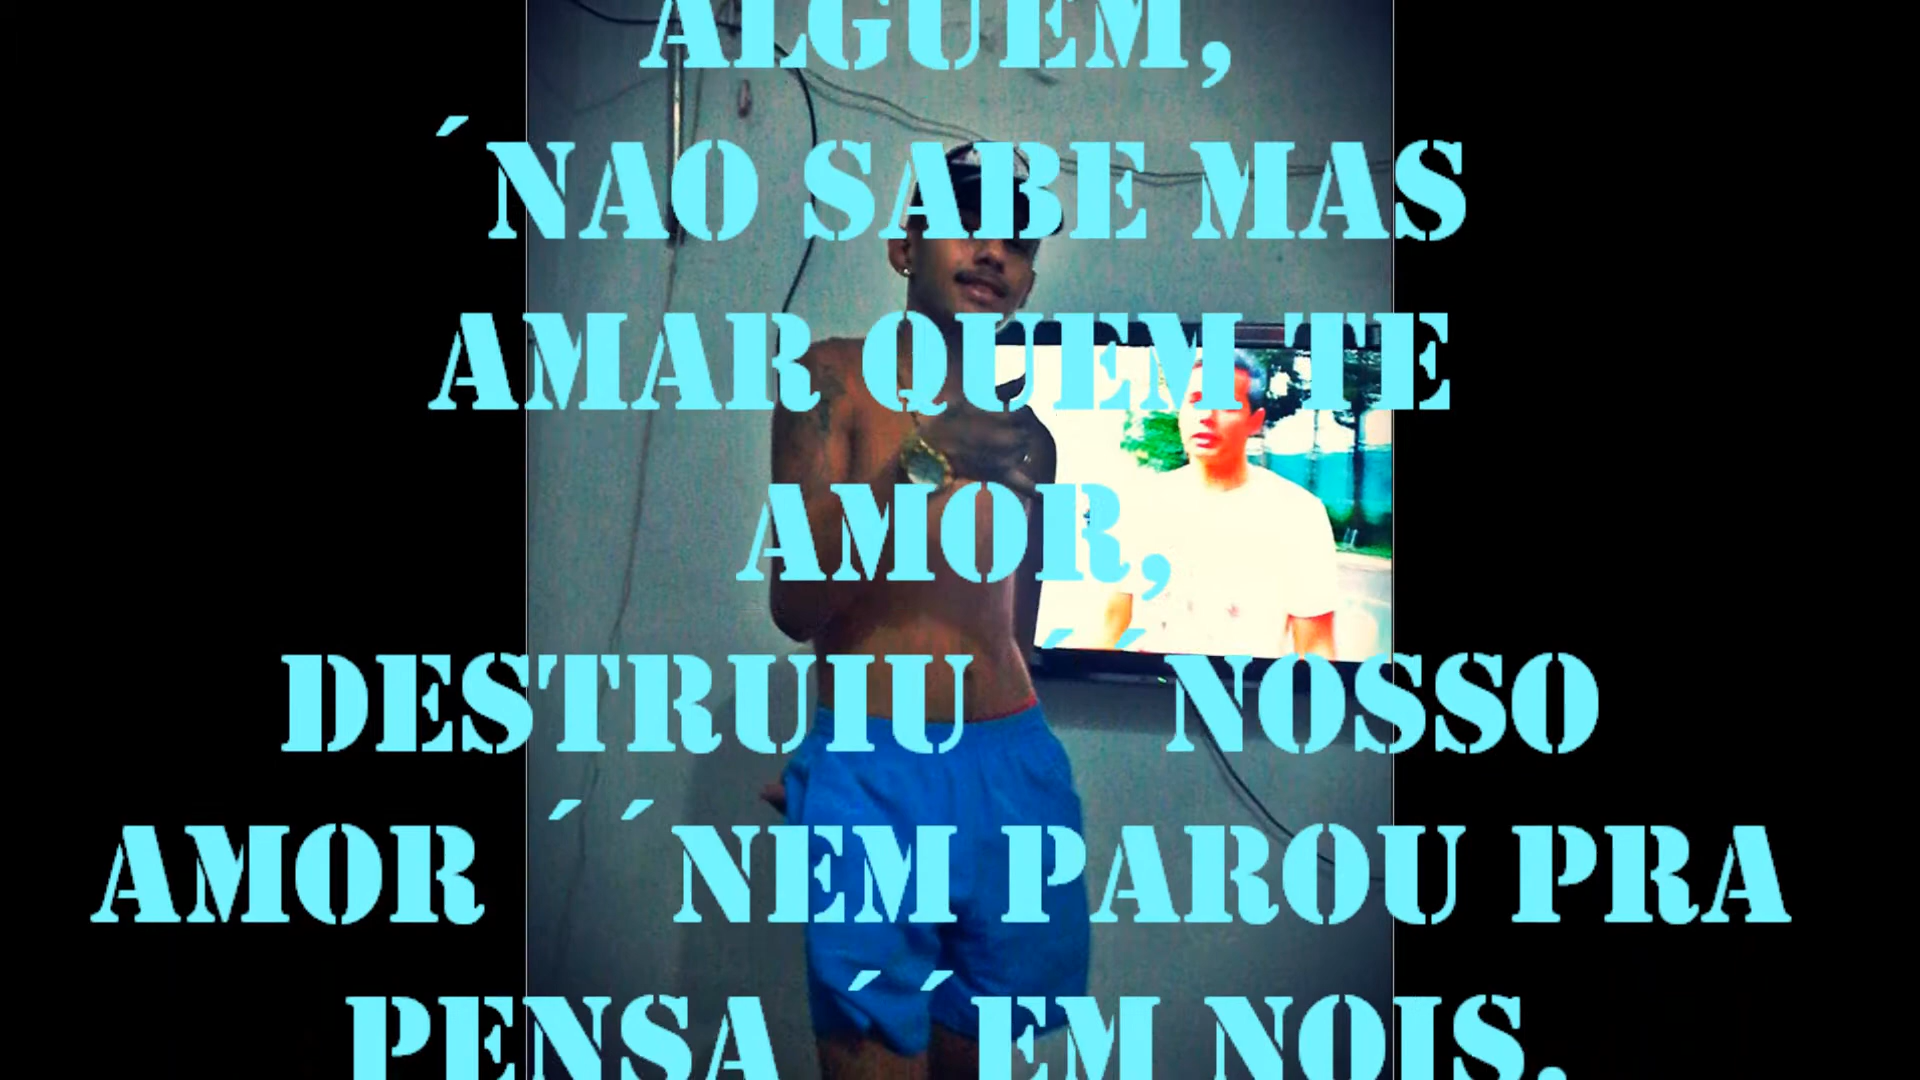 ALGUEM,
´NAO SABE MAS
AMAR QUEM TE
AMOR,
DESTRUIU ´´NOSSO
AMOR ´´NEM PAROU PRA
PENSA ´´EM NOIS.